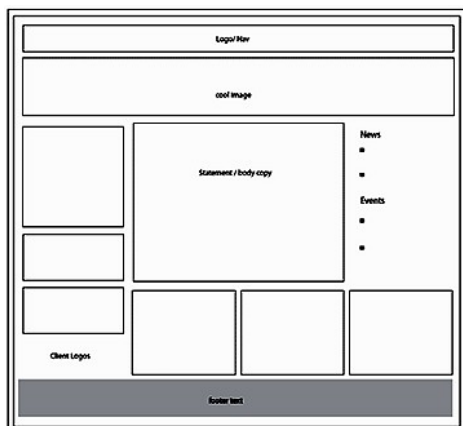 Logo/Nav
cool image
Statement / body copy
News
Events
Client Logos
footer text